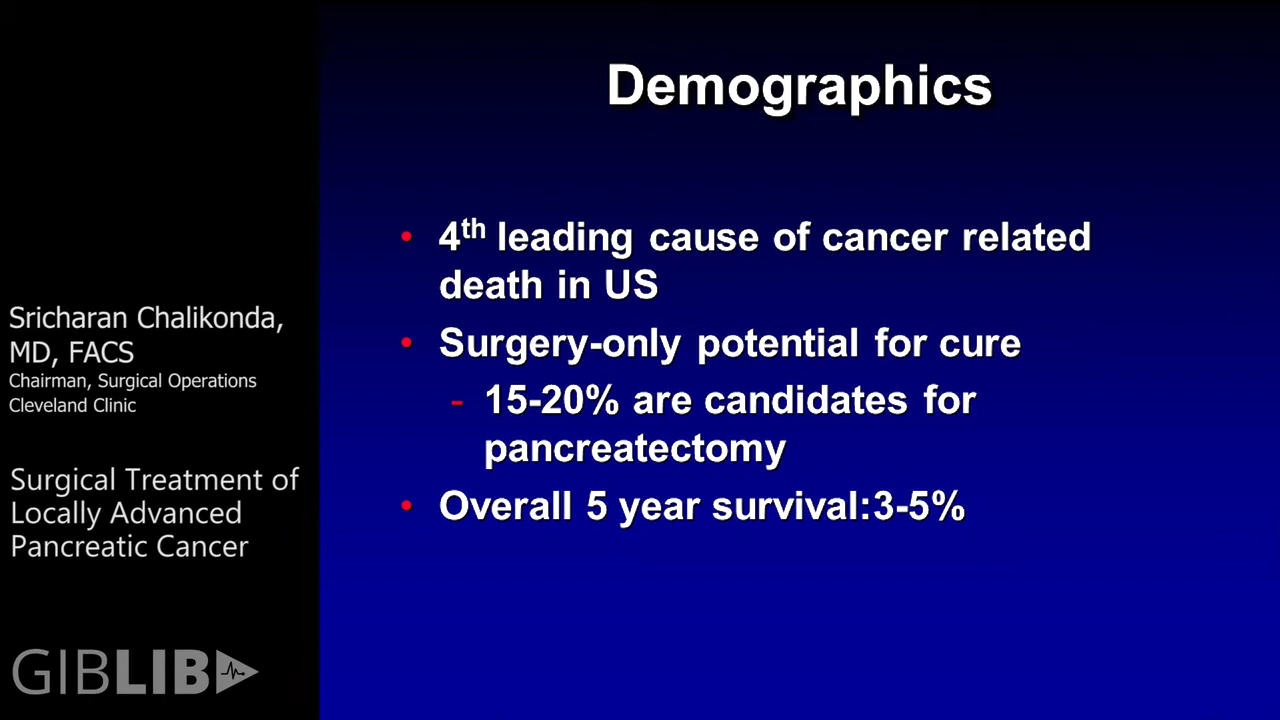 Demographics
• 4th leading cause of cancer related
death in US
• Surgery-only potential for cure
- 15-20% are candidates for
pancreatectomy
• Overall 5 year survival:3-5%
Sricharan Chalikonda,
MD, FACS
Chairman, Surgical Operations
Cleveland Clinic
Surgical Treatment of
Locally Advanced
Pancreatic Cancer
GIBLIB